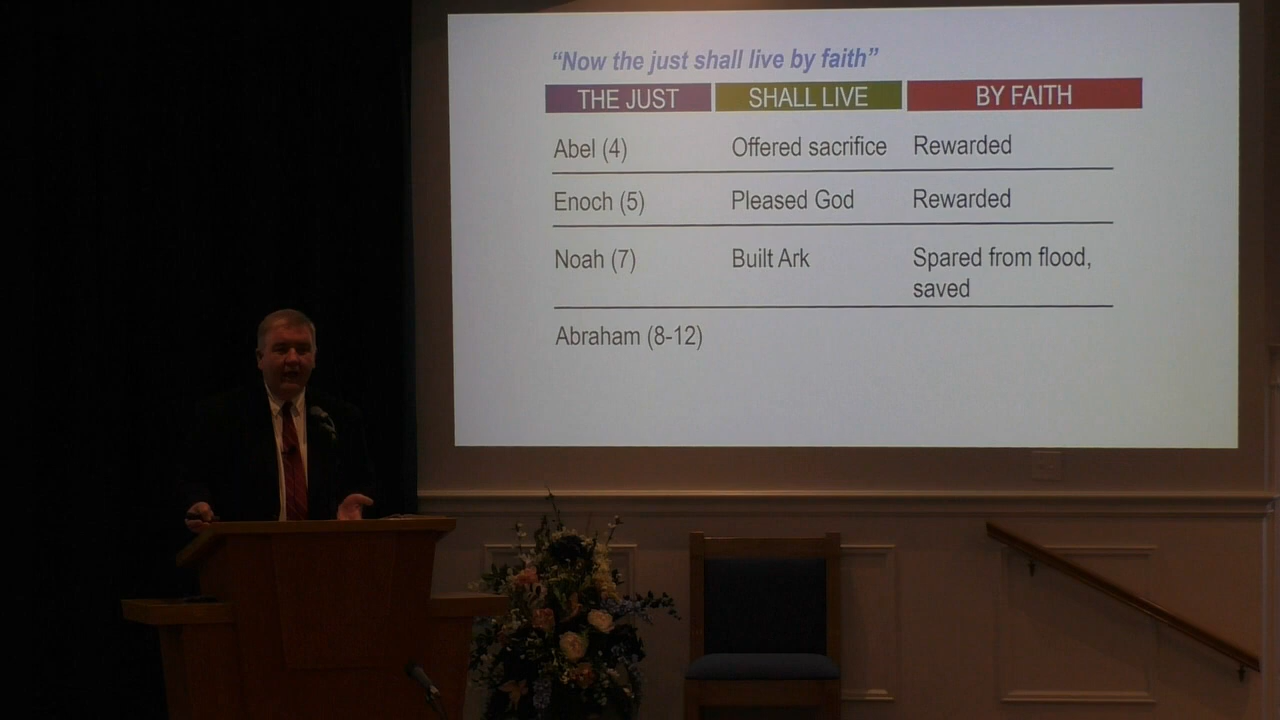 “Now the just shall live by faith”
THE JUST SHALL LIVE BY FAITH
Abel (4) Offered sacrifice Rewarded
Enoch (5) Pleased God Rewarded
Noah (7) Built Ark Spared from flood,
saved
Abraham (8-12)